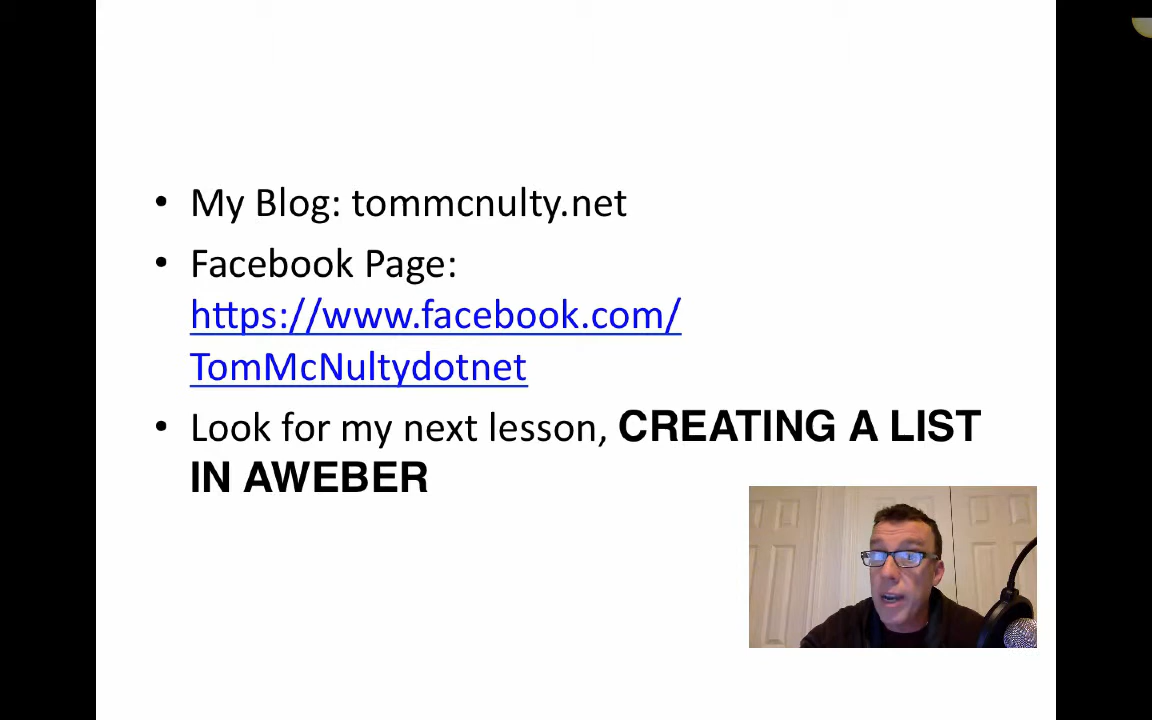 • My Blog: tommcnulty.net
• Facebook Page:
https://www.facebook.com/
TomMcNultydotnet
• Look for my next lesson, CREATING A LIST
IN AWEBER